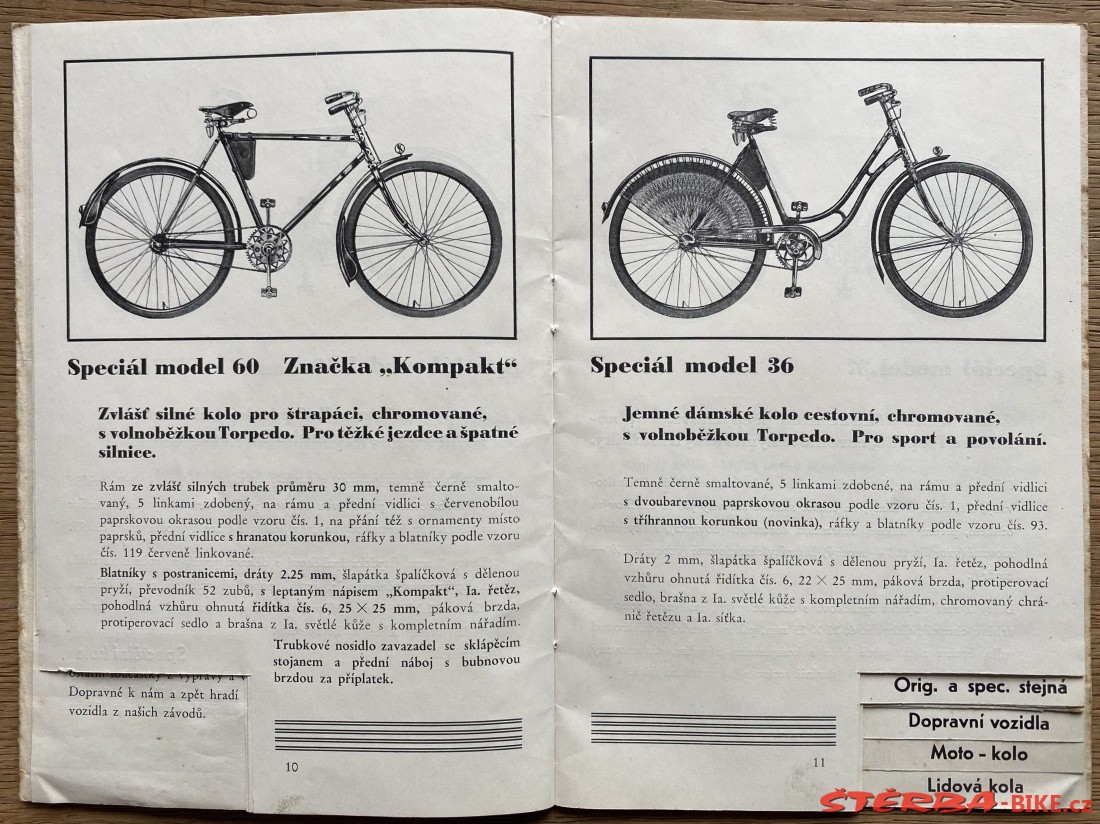 Speciál model 60 Značka „Kompakt“
Zvlášť silné kolo pro štrapáci, chromované,
s volnoběžkou Torpedo. Pro těžké jezdce a špatné
silnice.
Rám ze zvlášť silných trubek průměru 30 mm, temně černě smalto-
vaný, 5 linkami zdobený, na rámu a přední vidlici s červenobílou
paprskovou okrasou podle vzoru čís. 1, na přání též s ornamenty místo
paprsků, přední vidlice s hranatou korunkou, ráfky a blatníky podle vzoru
čís. 119 červeně linkované.
Blatníky s postranicemi, dráty 2.25 mm, šlapátka špalíčková s dělenou
pryží, převodník 52 zubů, s leptaným nápisem „Kompakt“, Ia. řetěz,
pohodlná vzhůru ohnutá řidítka čís. 6, 25 × 25 mm, páková brzda,
protiperovací sedlo a brašna z Ia. světlé kůže s kompletním nářadím.
Trubkové nosidlo zavazadel se sklápěcím
stojanem a přední náboj s bubnovou
brzdou za příplatek.
ostatní součástky z výpravy a v
Dopravné k nám a zpět hradí
vozidla z našich závodů.
10
Speciál model 36
Jemné dámské kolo cestovní, chromované,
s volnoběžkou Torpedo. Pro sport a povolání.
Temně černě smaltované, 5 linkami zdobené, na rámu a přední vidlici
s dvoubarevnou paprskovou okrasou podle vzoru čís. 1, přední vidlice
s tříhrannou korunkou (novinka), ráfky a blatníky podle vzoru čís. 93.
Dráty 2 mm, šlapátka špalíčková s dělenou pryží, Ia. řetěz, pohodlná
vzhůru ohnutá řidítka čís. 6, 22 × 25 mm, páková brzda, protiperovací
sedlo, brašna z Ia. světlé kůže s kompletním nářadím, chromovaný chrá-
nič řetězu a Ia. síťka.
11
Orig. a spec. stejná
Dopravní vozidla
Moto - kolo
Lidová kola
ŠTĚRBA-BIKE.cz